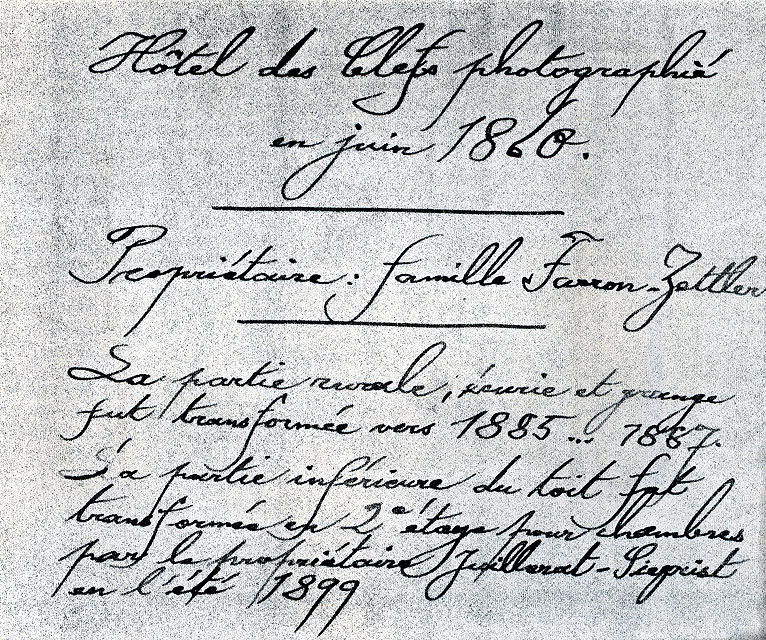 Hôtel des Clefs photographié
en juin 1860.
Propriétaire : famille Farron-Zettler
La partie rurale, écurie et grange
fut transformée vers 1885 ... 1887.
La partie inférieure du toit fut
transformée en 2e étage pour chambres
par le propriétaire Juillerat-Siegrist
en l'été 1899